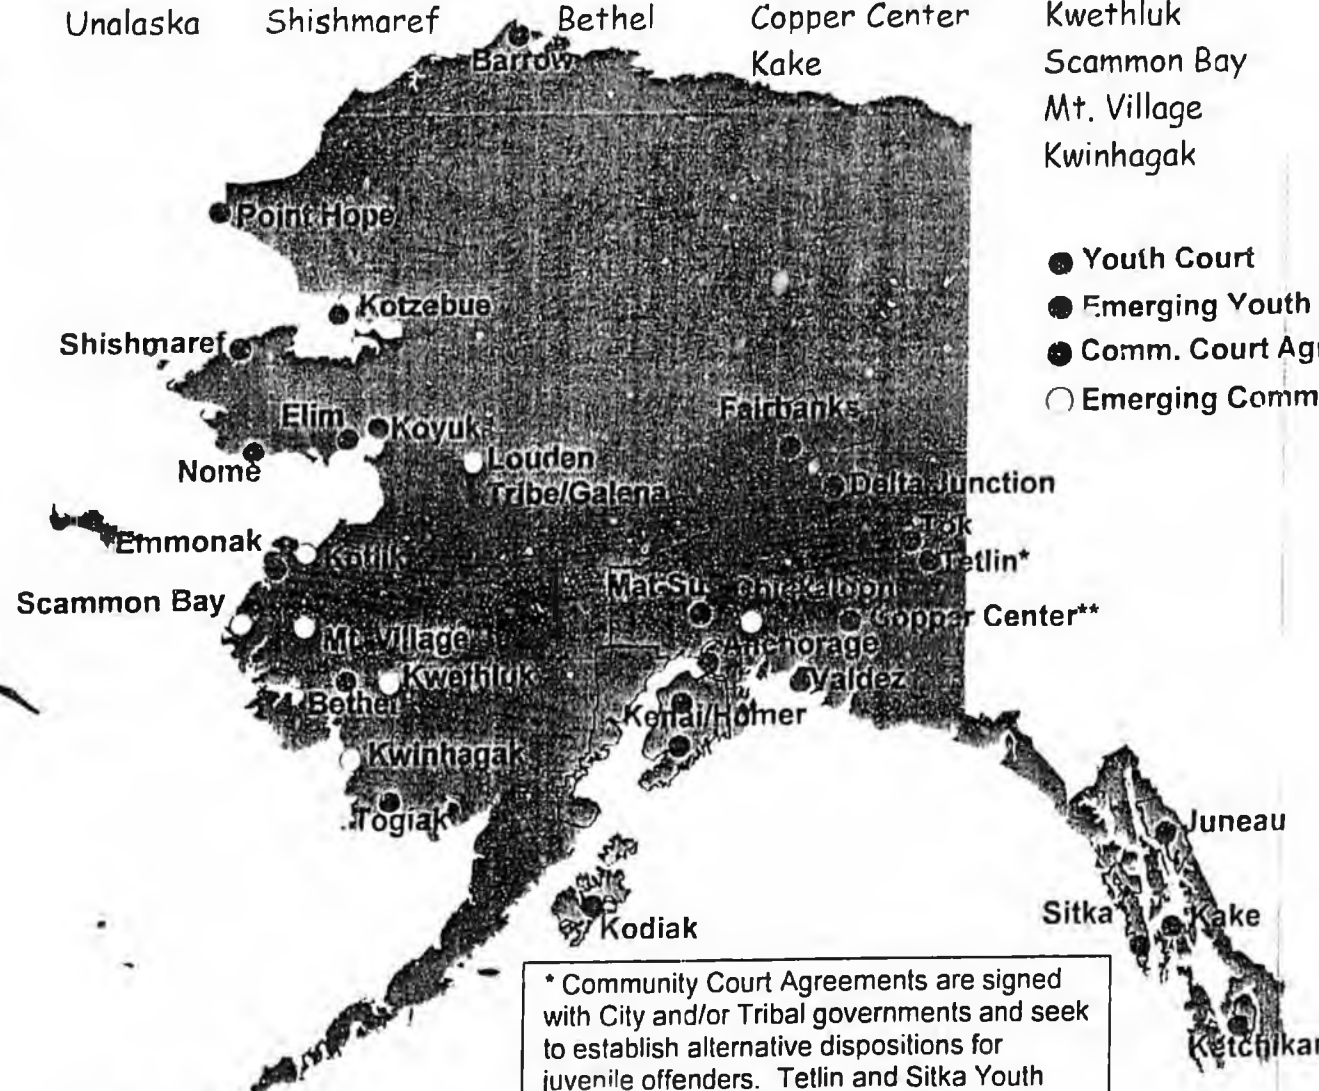 Unalaska Shishmaref Bethel Copper Center Kwethluk
Kake Scammon Bay
Mt. Village
Kwinhagak
Barrow
Point Hope
Youth Court
Kotzebue
Emerging Youth
Shishmaref
Comm. Court Agr
Emerging Comm
Fairbanks
Elim
Koyuk
Nome
Louden
Tribe/Galena
Delta Junction
Tok
Emmonak
Kotlik
Tetlin*
Mat-Su
Chickaloon
Scammon Bay
Copper Center**
Mt. Village
Anchorage
Kwethluk
Valdez
Bethel
Kenai/Homer
Kwinhagak
Togiak
Juneau
Sitka*
Kake
Kodiak
Ketchikan
* Community Court Agreements are signed
with City and/or Tribal governments and seek
to establish alternative dispositions for
juvenile offenders. Tetlin and Sitka Youth